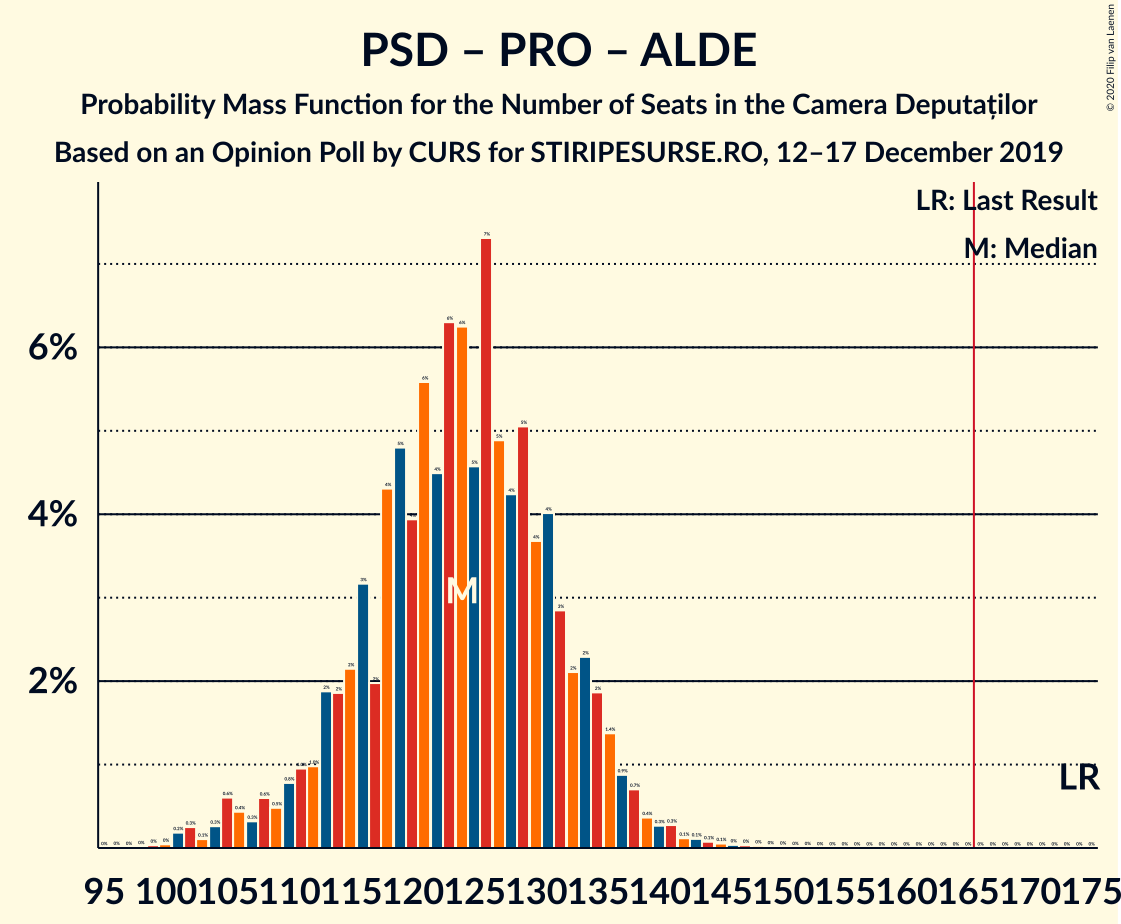 PSD – PRO – ALDE
Probability Mass Function for the Number of Seats in the Camera Deputaților
Based on an Opinion Poll by CURS for STIRIPESURSE.RO, 12–17 December 2019
© 2020 Filip van Laenen
LR: Last Result
M: Median
6%
4%
2%
M
LR
95 100 105 110 115 120 125 130 135 140 145 150 155 160 165 170 175